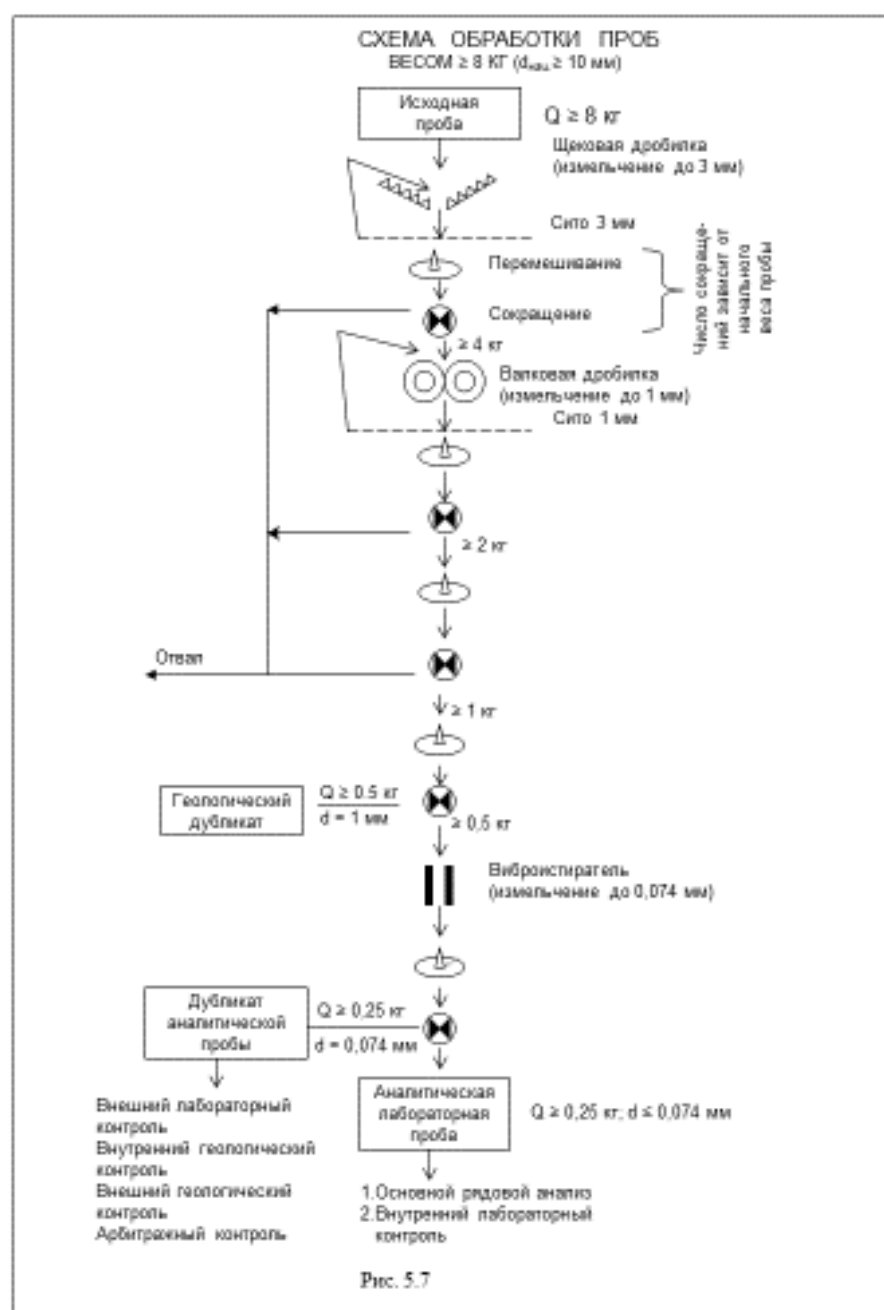 СХЕМА ОБРАБОТКИ ПРОБ
ВЕСОМ ≥ 8 КГ (dнач ≥ 10 мм)
Исходная
проба
Q ≥ 8 кг
Щековая дробилка
(измельчение до 3 мм)
Сито 3 мм
Перемешивание
Сокращение
Число сокраще-
ний зависит от
начального
веса пробы
≥ 4 кг
Валковая дробилка
(измельчение до 1 мм)
Сито 1 мм
≥ 2 кг
Отвал
≥ 1 кг
Геологический
дубликат
Q ≥ 0.5 кг
d = 1 мм
≥ 0,5 кг
Виброистиратель
(измельчение до 0,074 мм)
Дубликат
аналитической
пробы
Q ≥ 0,25 кг
d = 0,074 мм
Аналитическая
лабораторная
проба
Q ≥ 0,25 кг; d ≤ 0,074 мм
Внешний лабораторный
контроль
Внутренний геологический
контроль
Внешний геологический
контроль
Арбитражный контроль
1.Основной рядовой анализ
2.Внутренний лабораторный
контроль
Рис. 5.7